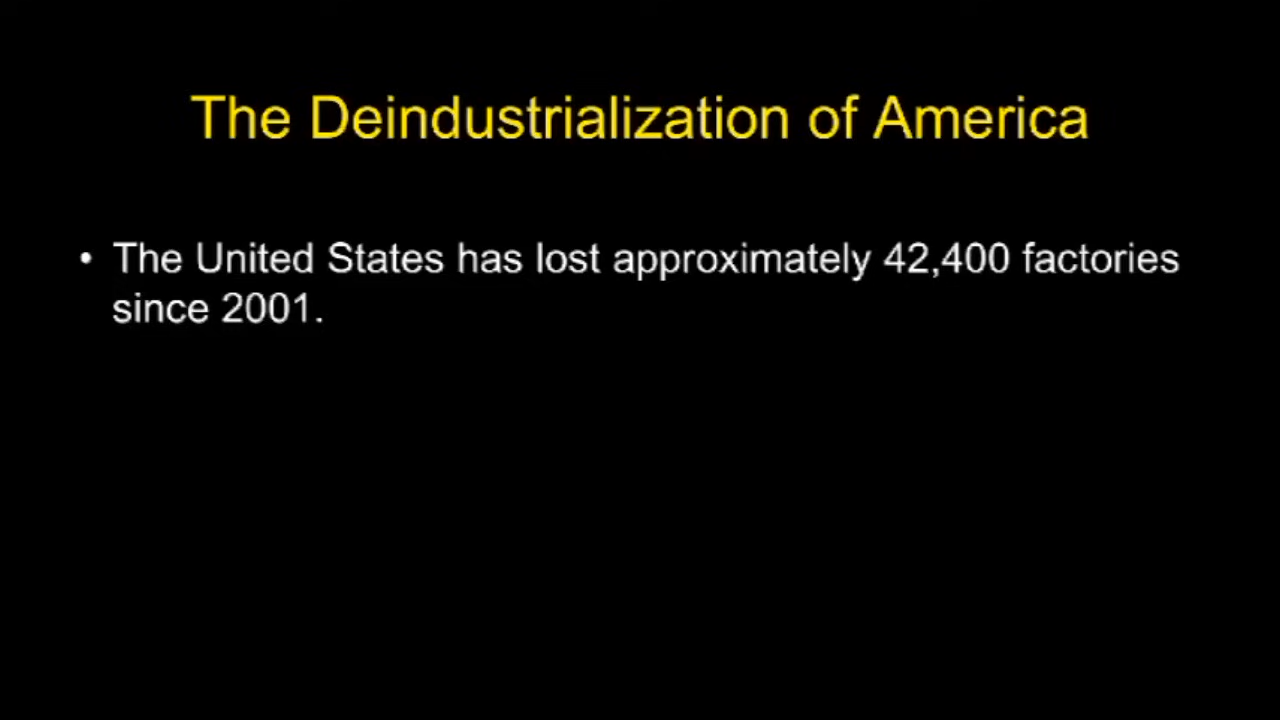 The Deindustrialization of America
• The United States has lost approximately 42,400 factories
since 2001.